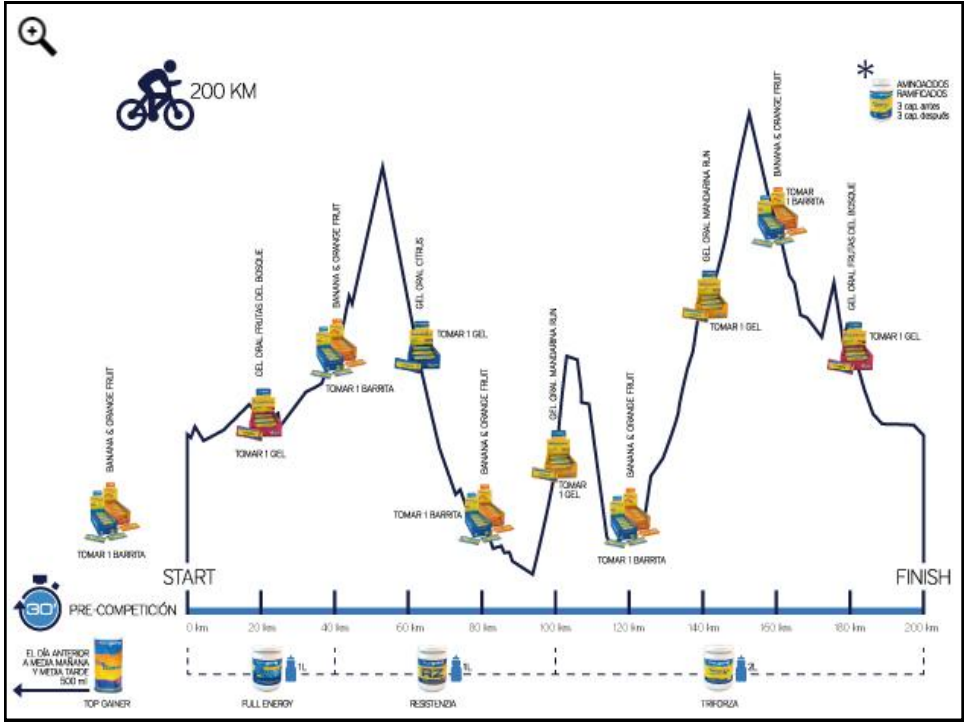 200 KM
*
AMINOACIDOS
RAMIFICADOS
3 cap. antes
3 cap. después
BANANA & ORANGE FRUIT
TOMAR 1 BARRITA
GEL ORAL FRUTAS DEL BOSQUE
TOMAR 1 GEL
BANANA & ORANGE FRUIT
TOMAR 1 BARRITA
GEL ORAL CITRUS
TOMAR 1 GEL
BANANA & ORANGE FRUIT
TOMAR 1 BARRITA
GEL ORAL MANDARINA RUN
TOMAR
1 GEL
BANANA & ORANGE FRUIT
TOMAR 1 BARRITA
GEL ORAL MANDARINA RUN
TOMAR 1 GEL
BANANA & ORANGE FRUIT
TOMAR
1 BARRITA
GEL ORAL FRUTAS DEL BOSQUE
TOMAR 1 GEL
START
FINISH
30'
PRE-COMPETICIÓN
0 km
20 km
40 km
60 km
80 km
100 km
120 km
140 km
160 km
180 km
200 km
EL DÍA ANTERIOR
A MEDIA MAÑANA
Y MEDIA TARDE
500 ml
TOP GAINER
1L
FULL ENERGY
RZ
1L
RESISTENZIA
2L
TRIFORZA